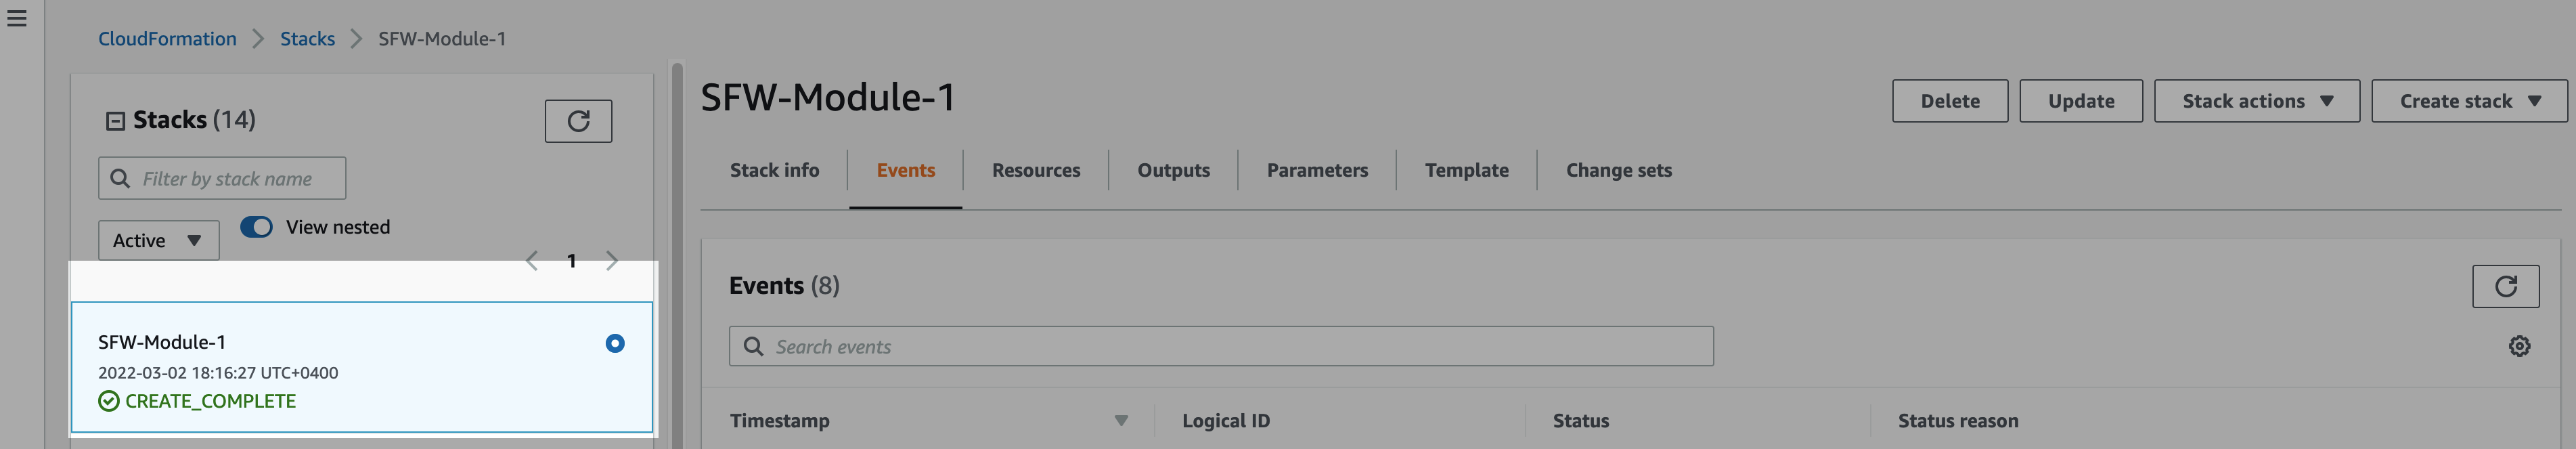 CloudFormation > Stacks > SFW-Module-1
Stacks (14)
Filter by stack name
Active
View nested
1
SFW-Module-1
2022-03-02 18:16:27 UTC+0400
CREATE_COMPLETE
SFW-Module-1
Delete
Update
Stack actions
Create stack
Stack info
Events
Resources
Outputs
Parameters
Template
Change sets
Events (8)
Search events
Timestamp
Logical ID
Status
Status reason